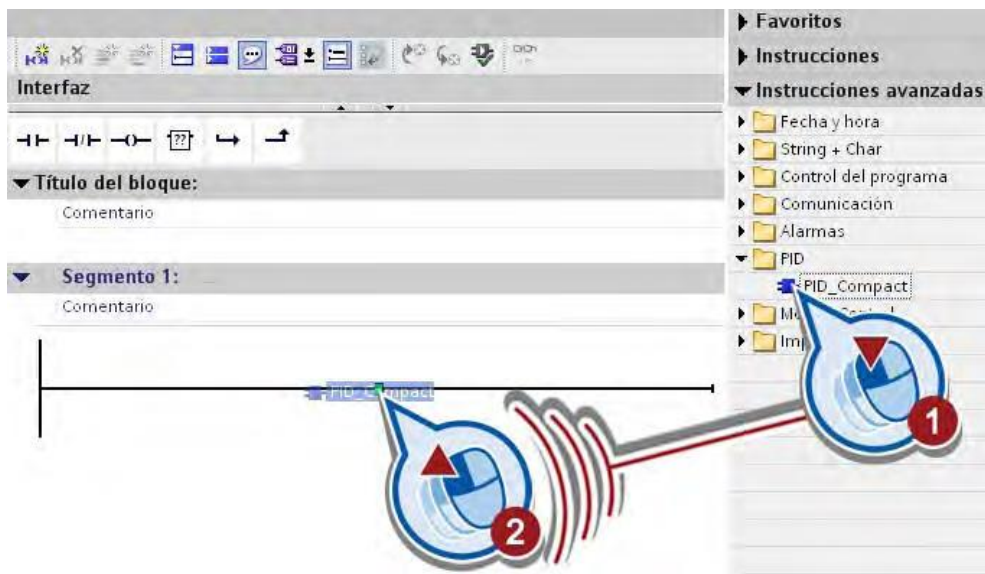 Interfaz
??
Título del bloque:
Comentario
Segmento 1:
Comentario
PID_Compact
2
Favoritos
Instrucciones
Instrucciones avanzadas
Fecha y hora
String + Char
Control del programa
Comunicación
Alarmas
PID
PID_Compact
1